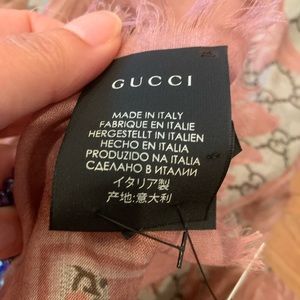 GUCCI
MADE IN ITALY
FABRIQUE EN ITALIE
HERGESTELLT IN ITALIEN
HECHO EN ITALIA
PRODUZIDO NA ITALIA
СДЕЛАНО В ИТАЛИИ
イタリア製
产地:意大利